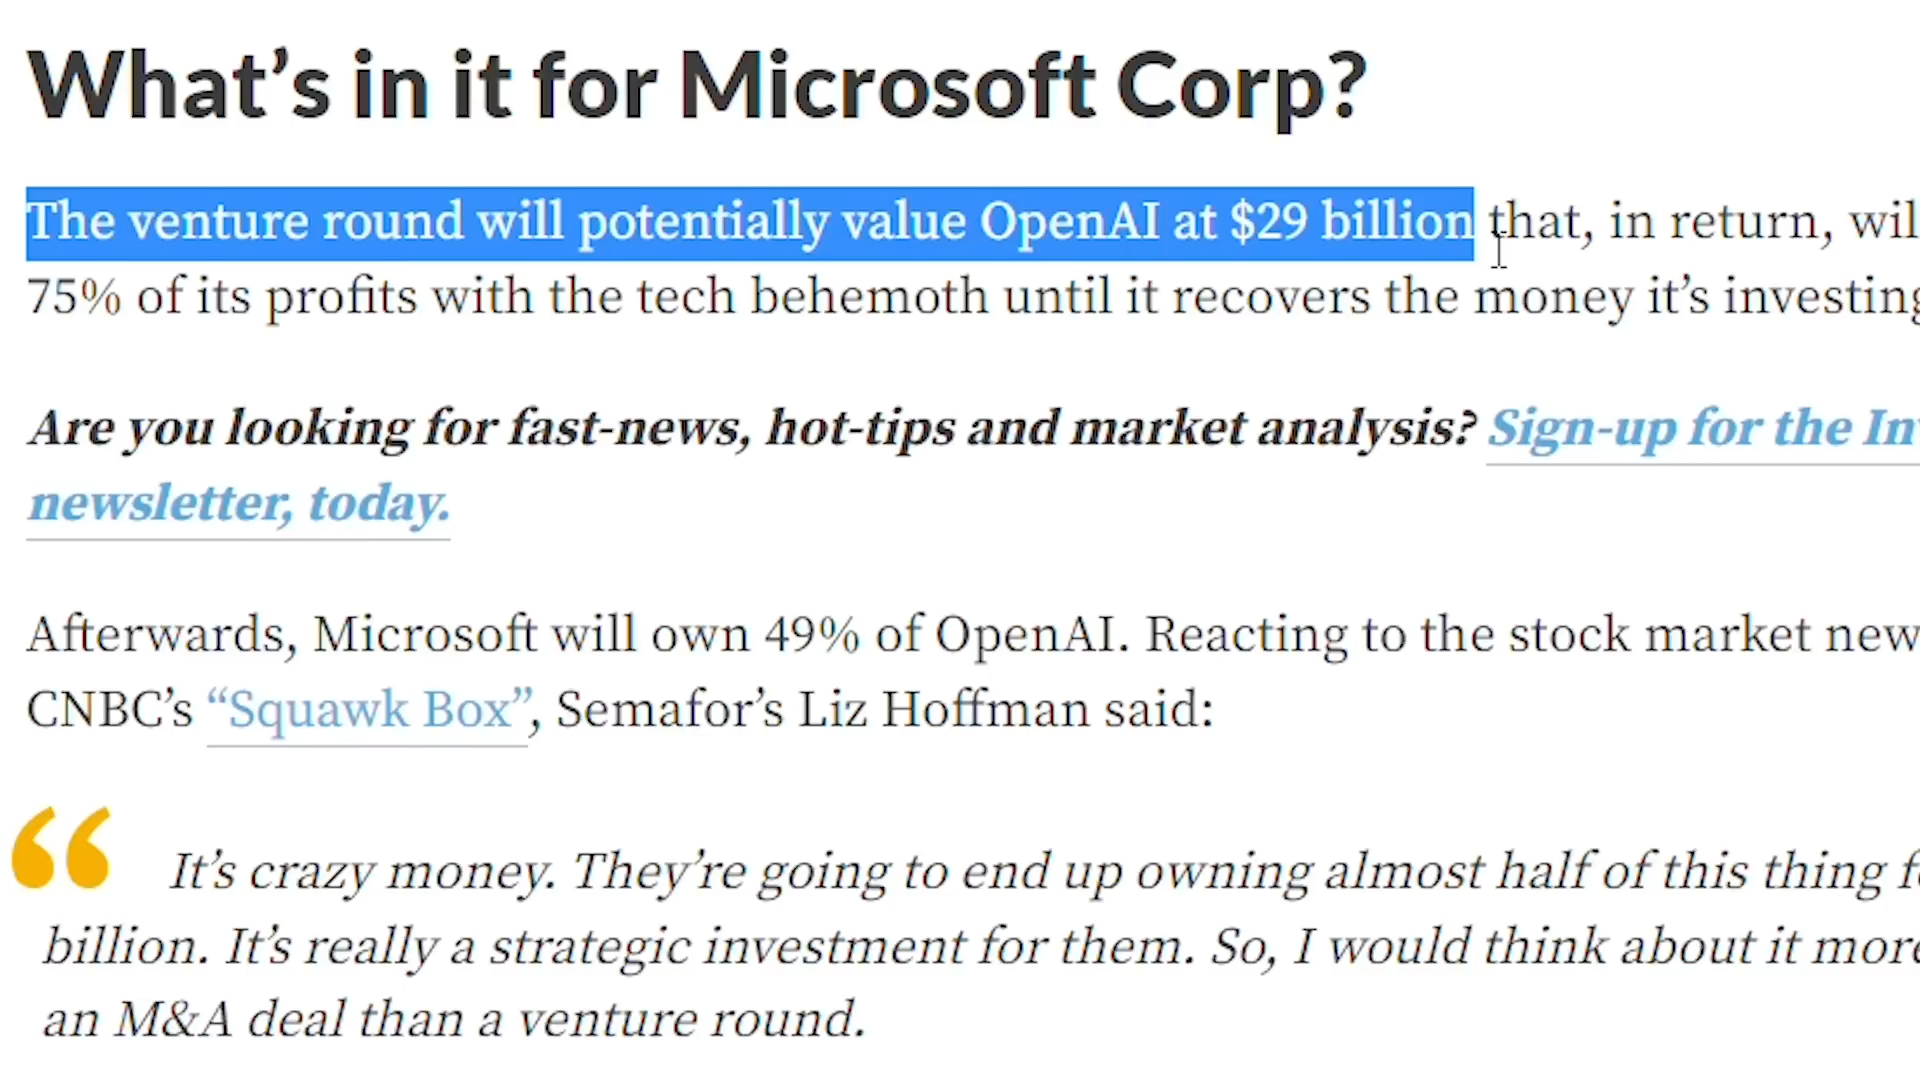 What’s in it for Microsoft Corp?
The venture round will potentially value OpenAI at $29 billion that, in return, wil
75% of its profits with the tech behemoth until it recovers the money it’s investing
Are you looking for fast-news, hot-tips and market analysis? Sign-up for the In
newsletter, today.
Afterwards, Microsoft will own 49% of OpenAI. Reacting to the stock market new
CNBC’s “Squawk Box”, Semafor’s Liz Hoffman said:
“ It’s crazy money. They’re going to end up owning almost half of this thing f
billion. It’s really a strategic investment for them. So, I would think about it more
an M&A deal than a venture round.